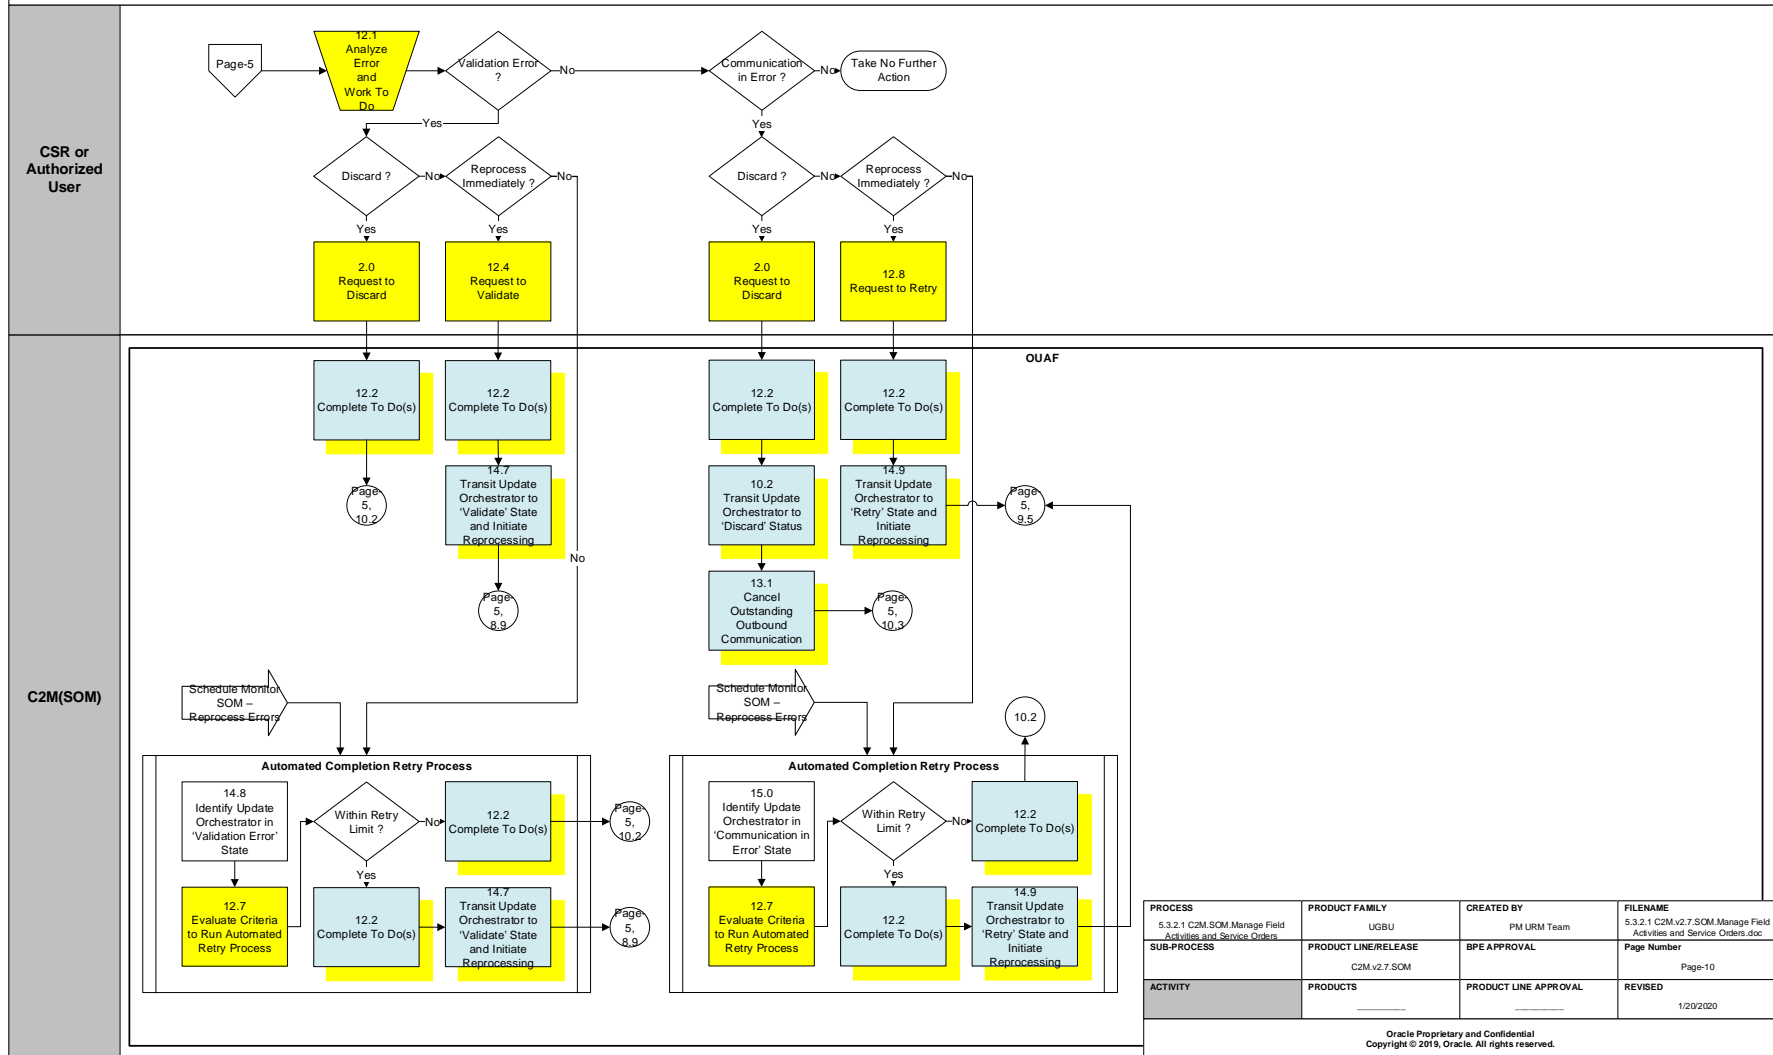 CSR or
Authorized
User
Page-5
12.1
Analyze
Error
and
Work To
Do
Validation Error
?
No
Communication
in Error ?
No
Take No Further
Action
Yes
Yes
Discard ?
No
Reprocess
Immediately ?
No
Discard ?
No
Reprocess
Immediately ?
No
Yes
Yes
Yes
Yes
2.0
Request to
Discard
12.4
Request to
Validate
2.0
Request to
Discard
12.8
Request to Retry
C2M(SOM)
OUAF
12.2
Complete To Do(s)
12.2
Complete To Do(s)
12.2
Complete To Do(s)
12.2
Complete To Do(s)
Page-
5,
10.2
14.7
Transit Update
Orchestrator to
‘Validate’ State
and Initiate
Reprocessing
10.2
Transit Update
Orchestrator to
‘Discard’ Status
14.9
Transit Update
Orchestrator to
‘Retry’ State and
Initiate
Reprocessing
Page-
5,
9.5
No
Page-
5,
8.9
13.1
Cancel
Outstanding
Outbound
Communication
Page-
5,
10.3
Schedule Monitor
SOM –
Reprocess Errors
Schedule Monitor
SOM –
Reprocess Errors
10.2
Automated Completion Retry Process
14.8
Identify Update
Orchestrator in
‘Validation Error’
State
Within Retry
Limit ?
No
12.2
Complete To Do(s)
Page-
5,
10.2
Yes
12.7
Evaluate Criteria
to Run Automated
Retry Process
12.2
Complete To Do(s)
14.7
Transit Update
Orchestrator to
‘Validate’ State
and Initiate
Reprocessing
Page-
5,
8.9
Automated Completion Retry Process
15.0
Identify Update
Orchestrator in
‘Communication in
Error’ State
Within Retry
Limit ?
No
12.2
Complete To Do(s)
Yes
12.7
Evaluate Criteria
to Run Automated
Retry Process
12.2
Complete To Do(s)
14.9
Transit Update
Orchestrator to
‘Retry’ State and
Initiate
Reprocessing
PROCESS
5.3.2.1 C2M.SOM.Manage Field
Activities and Service Orders
PRODUCT FAMILY
UGBU
CREATED BY
PM URM Team
FILENAME
5.3.2.1 C2M.v2.7.SOM.Manage Field
Activities and Service Orders.doc
SUB-PROCESS
PRODUCT LINE/RELEASE
C2M.v2.7.SOM
BPE APPROVAL
Page Number
Page-10
ACTIVITY
PRODUCTS
PRODUCT LINE APPROVAL
REVISED
1/20/2020
Oracle Proprietary and Confidential
Copyright © 2019, Oracle. All rights reserved.